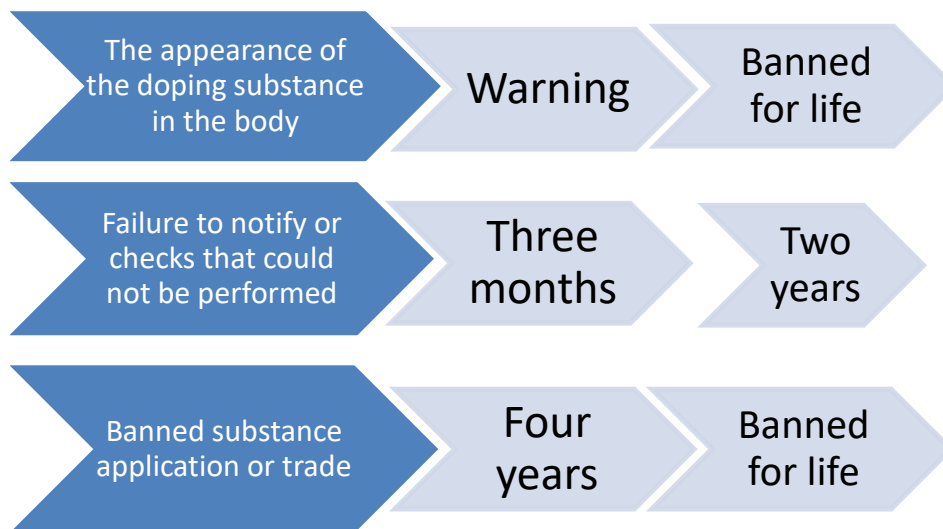 The appearance of
the doping substance
in the body
Warning
Banned
for life
Failure to notify or
checks that could
not be performed
Three
months
Two
years
Banned substance
application or trade
Four
years
Banned
for life